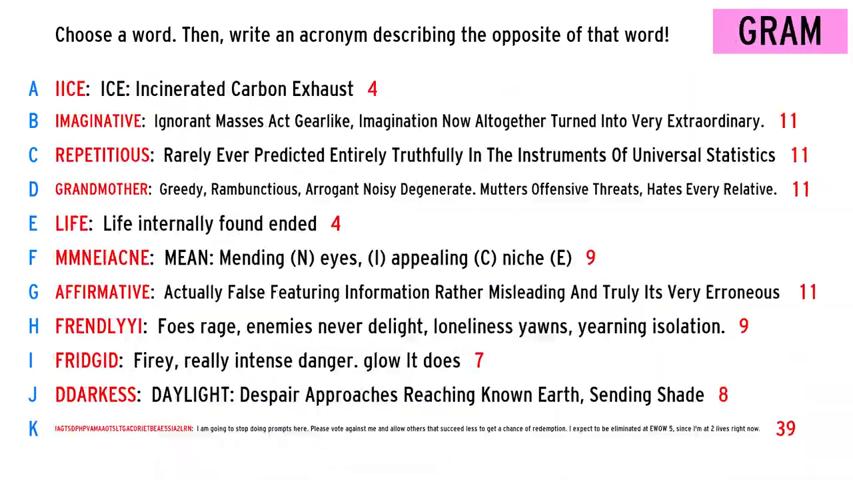 Choose a word. Then, write an acronym describing the opposite of that word!
GRAM
A IICE: ICE: Incinerated Carbon Exhaust 4
B IMAGINATIVE: Ignorant Masses Act Gearlike, Imagination Now Altogether Turned Into Very Extraordinary. 11
C REPETITIOUS: Rarely Ever Predicted Entirely Truthfully In The Instruments Of Universal Statistics 11
D GRANDMOTHER: Greedy, Rambunctious, Arrogant Noisy Degenerate. Mutters Offensive Threats, Hates Every Relative. 11
E LIFE: Life internally found ended 4
F MMNEIACNE: MEAN: Mending (N) eyes, (I) appealing (C) niche (E) 9
G AFFIRMATIVE: Actually False Featuring Information Rather Misleading And Truly Its Very Erroneous 11
H FRENDLYYI: Foes rage, enemies never delight, loneliness yawns, yearning isolation. 9
I FRIDGID: Firey, really intense danger. glow It does 7
J DDARKESS: DAYLIGHT: Despair Approaches Reaching Known Earth, Sending Shade 8
K I am going to stop doing prompts here. Please vote against me and allow others that succeed less to get a chance of redemption. I expect to be eliminated at EWOW 5, since I'm at 2 lives right now. 39